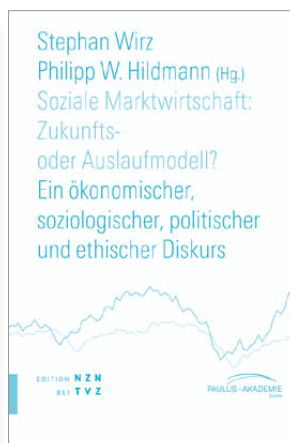 Stephan Wirz
Philipp W. Hildmann (Hg.)
Soziale Marktwirtschaft:
Zukunfts-
oder Auslaufmodell?
Ein ökonomischer,
soziologischer, politischer
und ethischer Diskurs
EDITION NZN
BEI TVZ
PAULUS-AKADEMIE